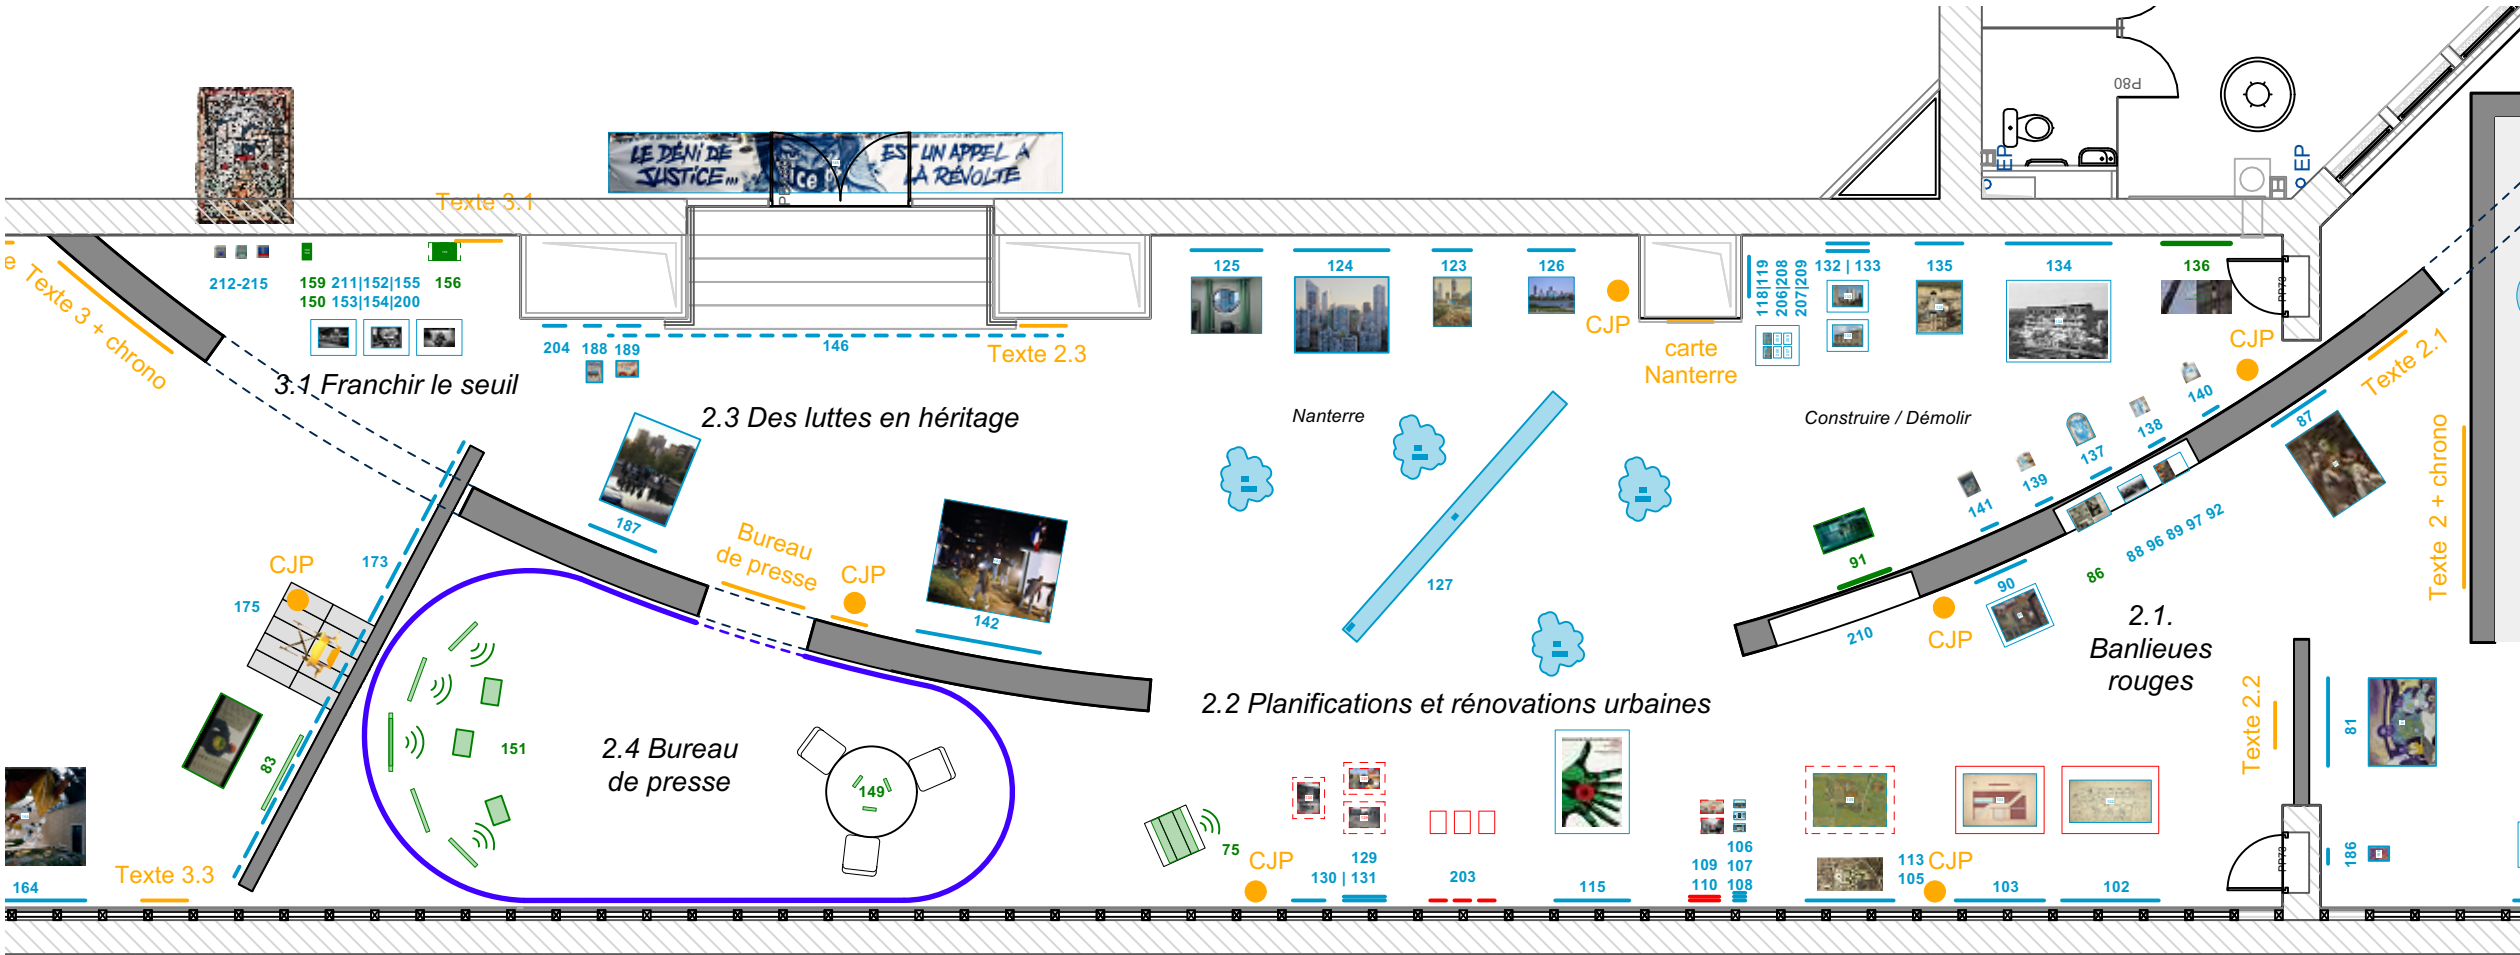 P80
EP
EP
LE DÉNI DE
JUSTICE...
ice
EST UN APPEL À
LA RÉVOLTE
Texte 3.1
e
Texte 3 + chrono
212-215
159
150
211|152|155
153|154|200
156
3.1 Franchir le seuil
204
188
189
146
Texte 2.3
2.3 Des luttes en héritage
125
124
123
126
CJP
carte
Nanterre
118|119
206|208
207|209
132 | 133
135
134
136
PP73
CJP
Texte 2.1
Nanterre
Construire / Démolir
140
138
137
139
141
87
Texte 2 + chrono
88 96 89 97 92
86
91
90
210
CJP
2.1.
Banlieues
rouges
187
Bureau
de presse
CJP
142
127
173
CJP
175
83
164
Texte 3.3
151
2.4 Bureau
de presse
149
75
2.2 Planifications et rénovations urbaines
CJP
130 | 131
129
203
115
109
110
106
107
108
113
105
CJP
103
102
Texte 2.2
81
186
PP73